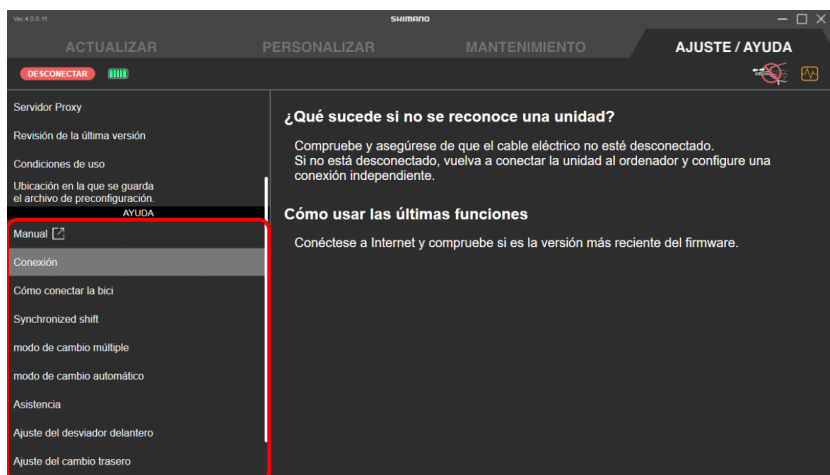 Ver.4.0.0.11
SHIMANO
ACTUALIZAR
PERSONALIZAR
MANTENIMIENTO
AJUSTE / AYUDA
DESCONECTAR
Servidor Proxy
Revisión de la última versión
Condiciones de uso
Ubicación en la que se guarda
el archivo de preconfiguración.
AYUDA
Manual
Conexión
Cómo conectar la bici
Synchronized shift
modo de cambio múltiple
modo de cambio automático
Asistencia
Ajuste del desviador delantero
Ajuste del cambio trasero
¿Qué sucede si no se reconoce una unidad?
Compruebe y asegúrese de que el cable eléctrico no esté desconectado.
Si no está desconectado, vuelva a conectar la unidad al ordenador y configure una
conexión independiente.
Cómo usar las últimas funciones
Conéctese a Internet y compruebe si es la versión más reciente del firmware.